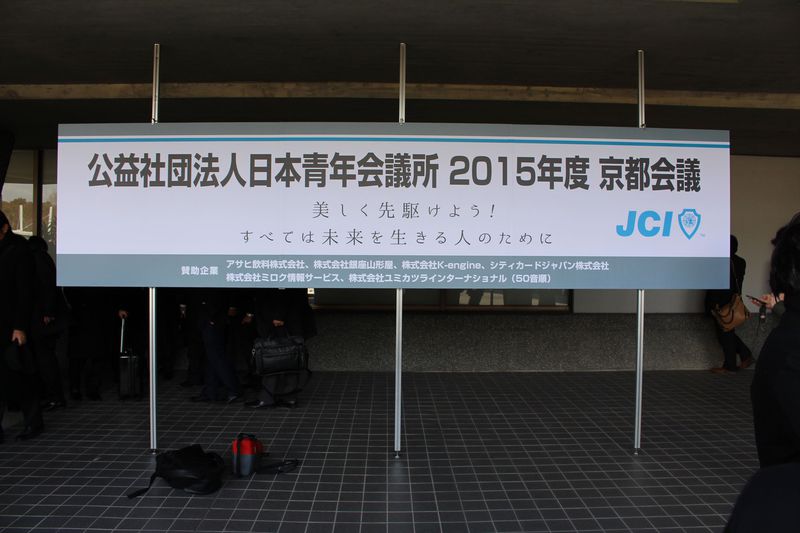 公益社団法人日本青年会議所 2015年度 京都会議
美しく先駆けよう!
すべては未来を生きる人のために
JCI
賛助企業
アサヒ飲料株式会社、株式会社銀座山形屋、株式会社K-engine、シティカードジャパン株式会社
株式会社ミロク情報サービス、株式会社ユミカツラインターナショナル（50音順）